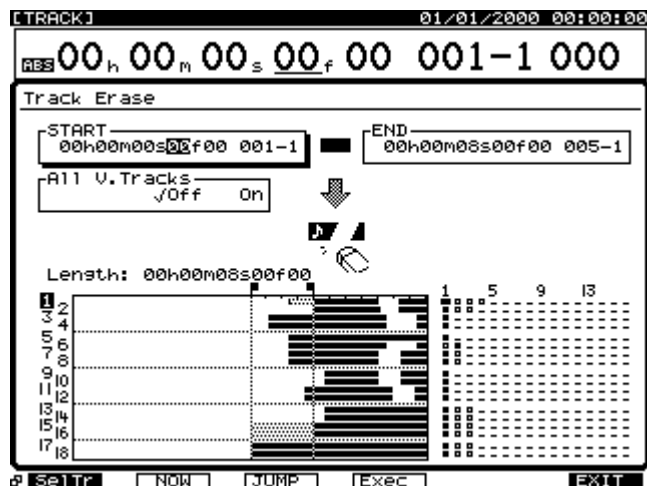 [TRACK] 01/01/2000 00:00:00
ABS 00h 00m 00s 00f 00 001-1 000
Track Erase
START
00h00m00s00f00 001-1
END
00h00m08s00f00 005-1
All V.Tracks
√Off On
Length: 00h00m08s00f00
1 5 9 13
1
2
3
4
5
6
7
8
9
10
11
12
13
14
15
16
17
18
SelTr NOW JUMP Exec EXIT